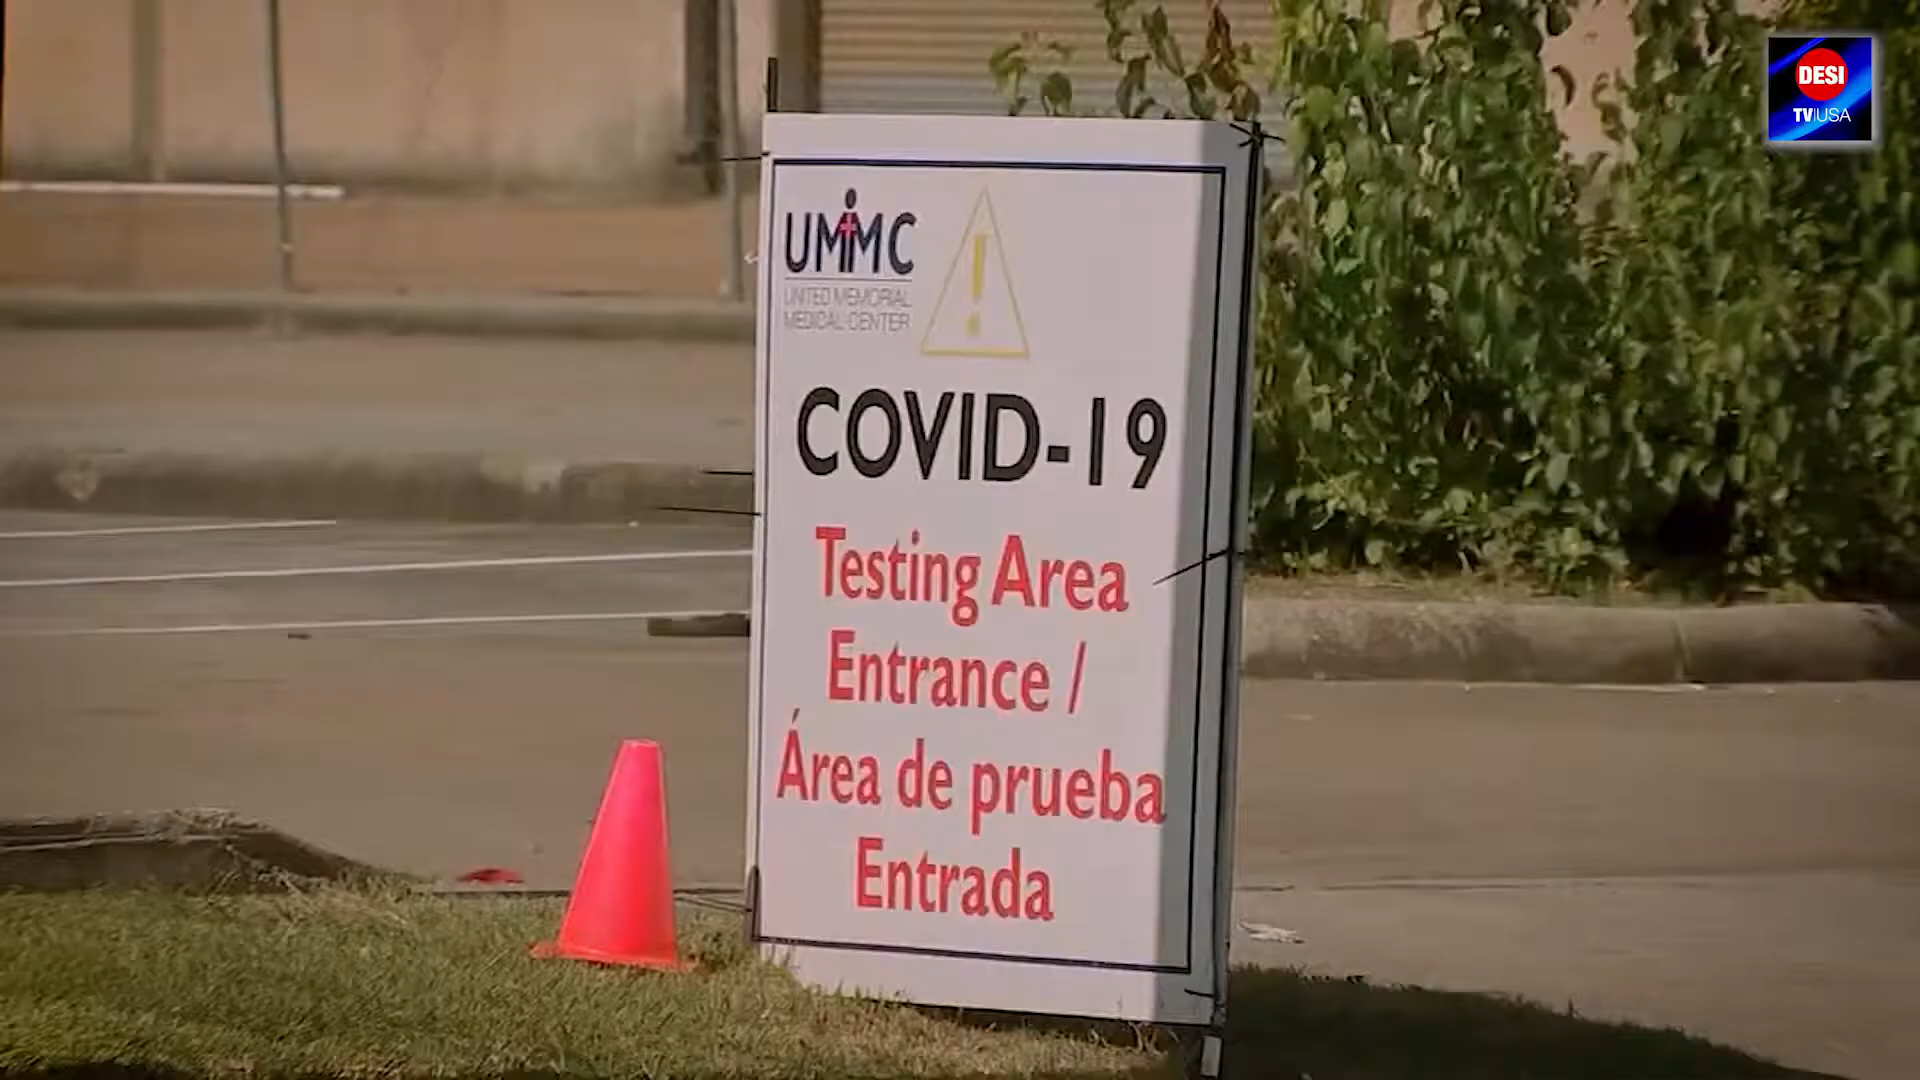 DESI
TV|USA
UMMC
UNITED MEMORIAL
MEDICAL CENTER
!
COVID-19
Testing Area
Entrance /
Área de prueba
Entrada